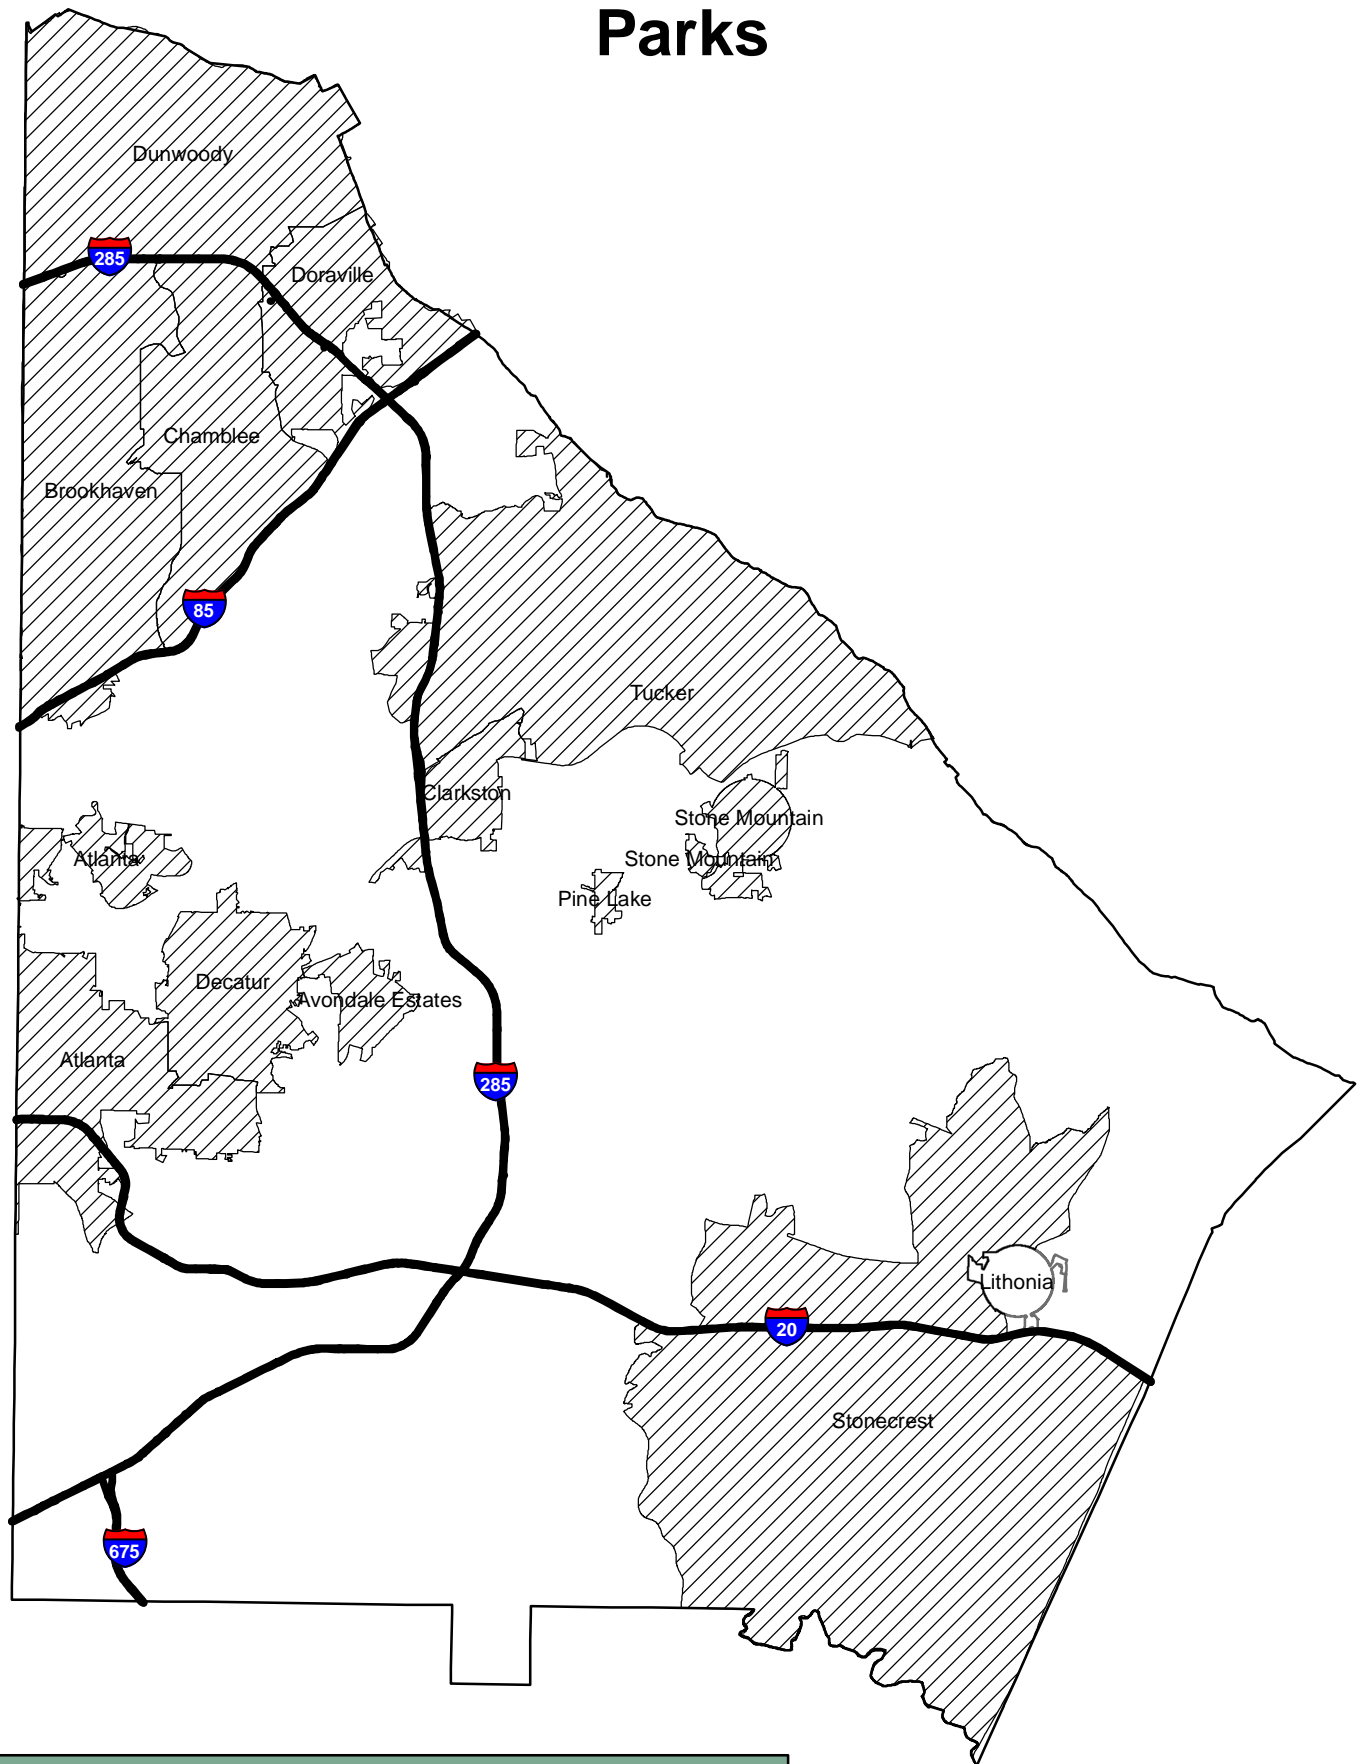 Parks
Dunwoody
285
Doraville
Chamblee
Brookhaven
85
Tucker
Clarkston
Stone Mountain
Atlanta
Stone Mountain
Pine Lake
Decatur
Avondale Estates
Atlanta
285
Lithonia
20
Stonecrest
675